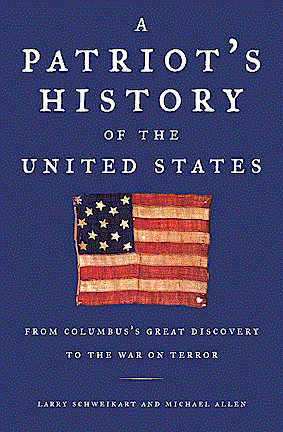 A
PATRIOT'S
HISTORY
OF THE
UNITED STATES
FROM COLUMBUS'S GREAT DISCOVERY
TO THE WAR ON TERROR
LARRY SCHWEIKART AND MICHAEL ALLEN